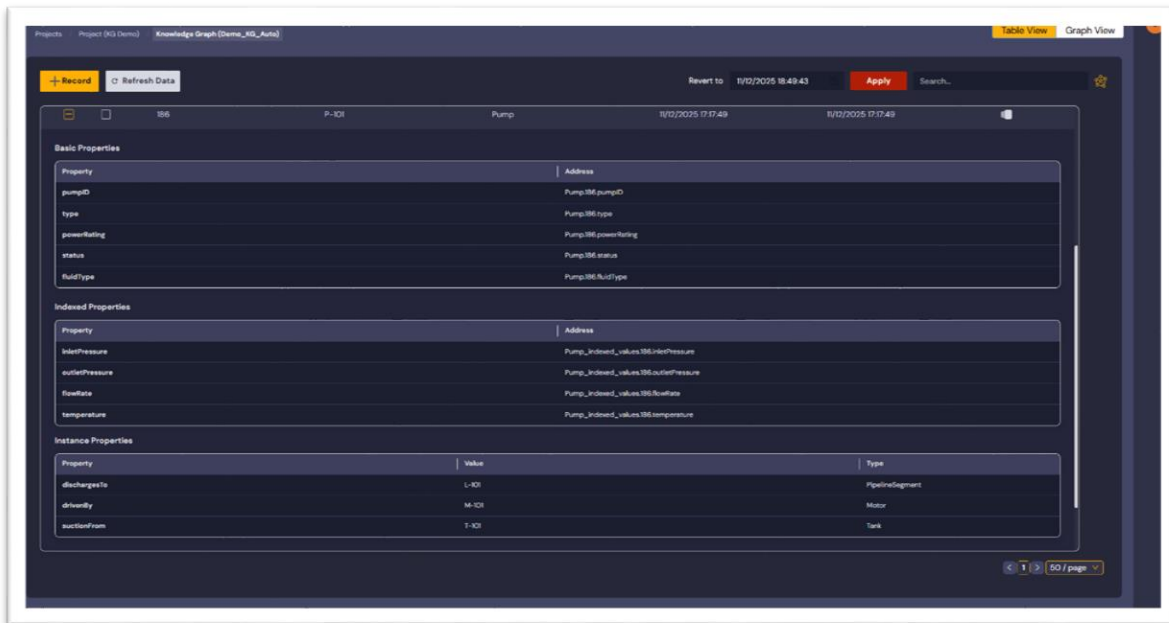 Projects Project (KG Demo) Knowledge Graph (Demo_KG_Auto) Table View Graph View
+ Record Refresh Data Revert to 11/12/2025 18:49:43 Apply Search...
186 P-101 Pump 11/12/2025 17:17:49 11/12/2025 17:17:49
Basic Properties
Property Address
pumpID Pump.186.pumpID
type Pump.186.type
powerRating Pump.186.powerRating
status Pump.186.status
fluidType Pump.186.fluidType
Indexed Properties
Property Address
inletPressure Pump_indexed_values.186.inletPressure
outletPressure Pump_indexed_values.186.outletPressure
flowRate Pump_indexed_values.186.flowRate
temperature Pump_indexed_values.186.temperature
Instance Properties
Property Value Type
dischargesTo L-101 PipelineSegment
drivenBy M-101 Motor
suctionFrom T-101 Tank
< 1 > 50 / page